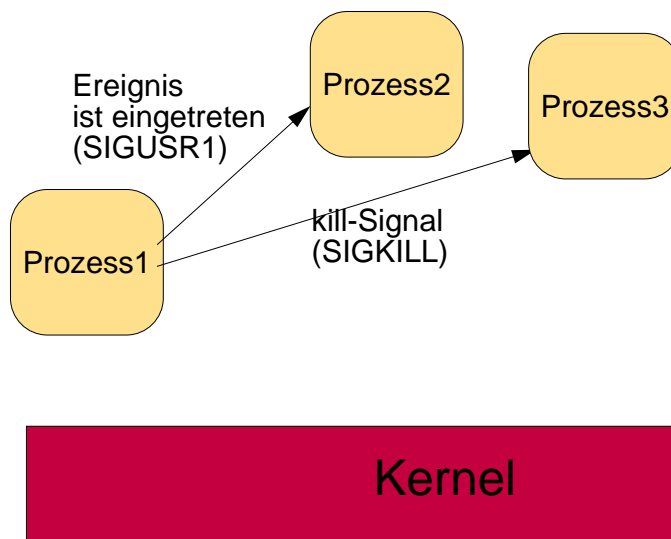 Ereignis
ist eingetreten
(SIGUSR1)
Prozess2
Prozess3
kill-Signal
(SIGKILL)
Prozess1
Kernel